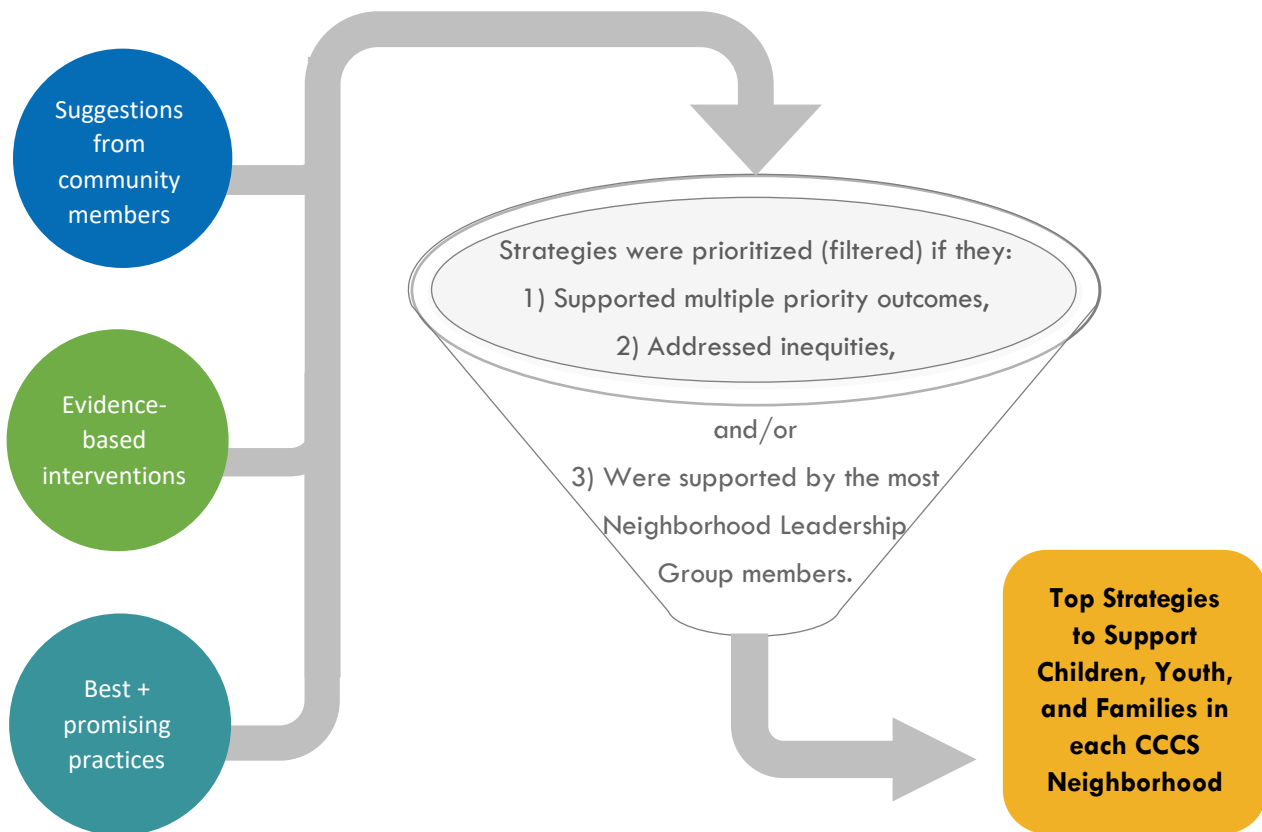 Suggestions
from
community
members
Evidence-
based
interventions
Best +
promising
practices
Strategies were prioritized (filtered) if they:
1) Supported multiple priority outcomes,
2) Addressed inequities,
and/or
3) Were supported by the most
Neighborhood Leadership
Group members.
Top Strategies
to Support
Children, Youth,
and Families in
each CCCS
Neighborhood